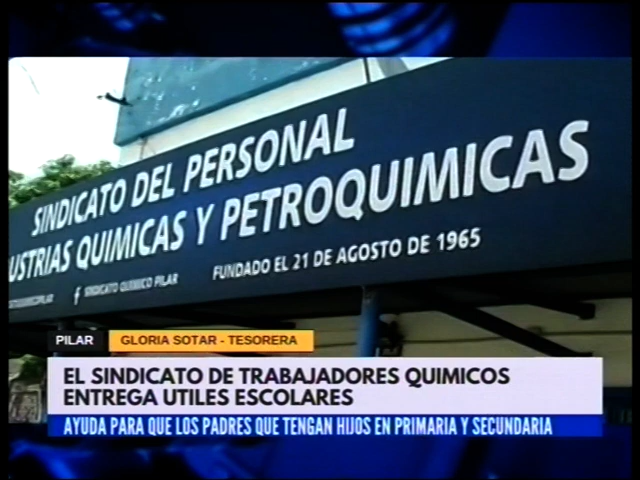 SINDICATO DEL PERSONAL
USTRIAS QUIMICAS Y PETROQUIMICAS
FUNDADO EL 21 DE AGOSTO DE 1965
f SINDICATO QUIMICO PILAR
PILAR
GLORIA SOTAR - TESORERA
EL SINDICATO DE TRABAJADORES QUIMICOS
ENTREGA UTILES ESCOLARES
AYUDA PARA QUE LOS PADRES QUE TENGAN HIJOS EN PRIMARIA Y SECUNDARIA